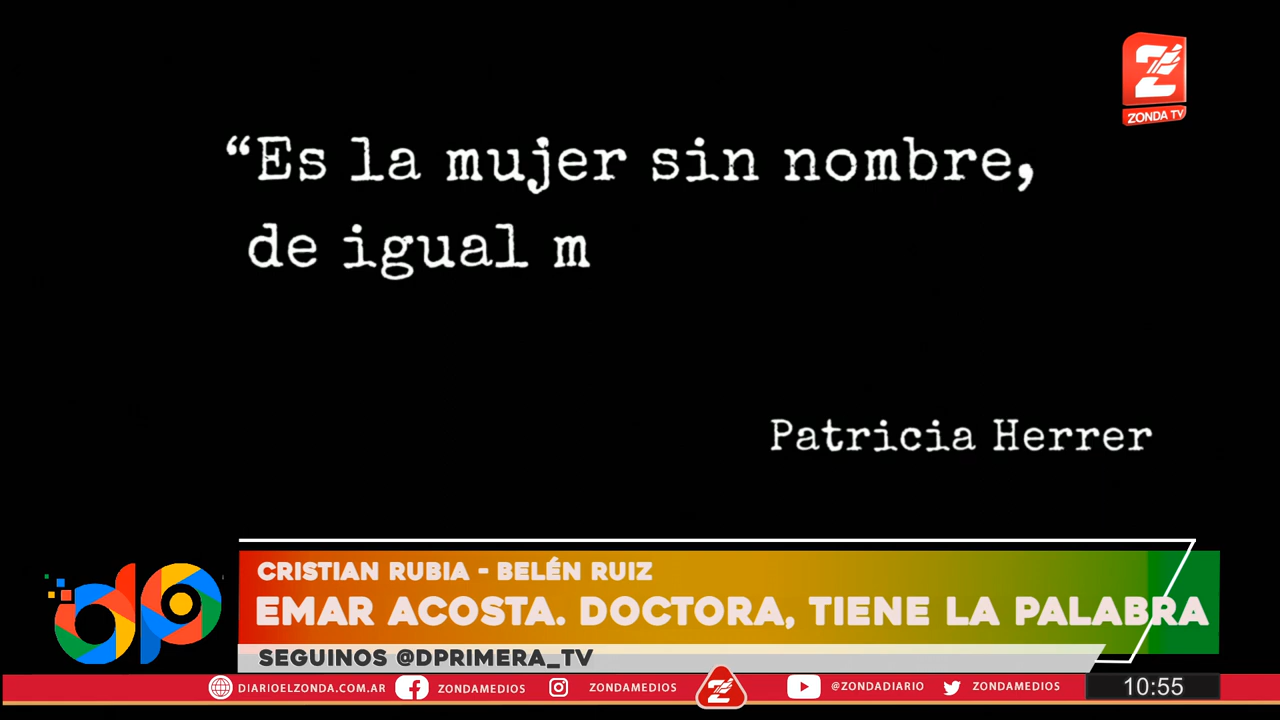 ZONDA TV
“Es la mujer sin nombre,
de igual m
Patricia Herrer
CRISTIAN RUBIA - BELÉN RUIZ
EMAR ACOSTA. DOCTORA, TIENE LA PALABRA
SEGUINOS @DPRIMERA_TV
DIARIOELZONDA.COM.AR ZONDAMEDIOS ZONDAMEDIOS @ZONDADIARIO ZONDAMEDIOS 10:55